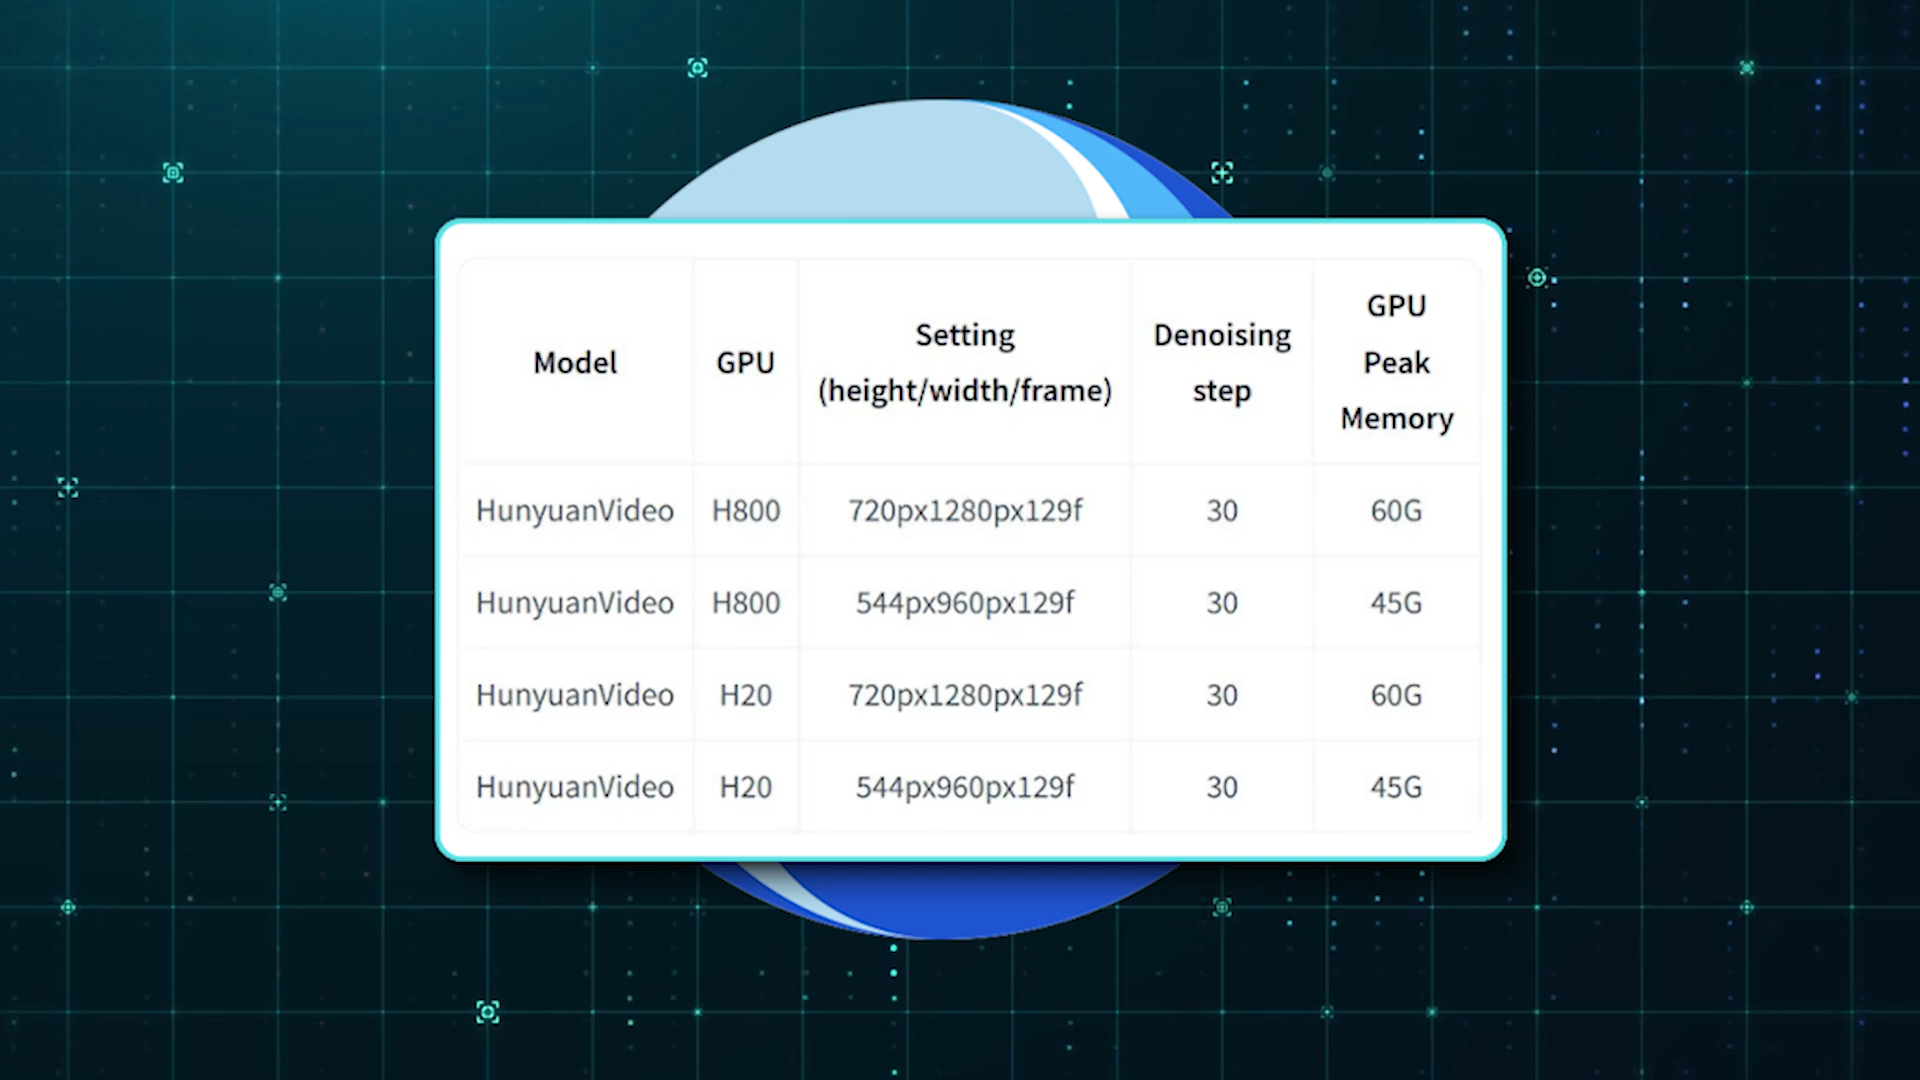 Model GPU Setting (height/width/frame) Denoising step GPU Peak Memory
HunyuanVideo H800 720px1280px129f 30 60G
HunyuanVideo H800 544px960px129f 30 45G
HunyuanVideo H20 720px1280px129f 30 60G
HunyuanVideo H20 544px960px129f 30 45G